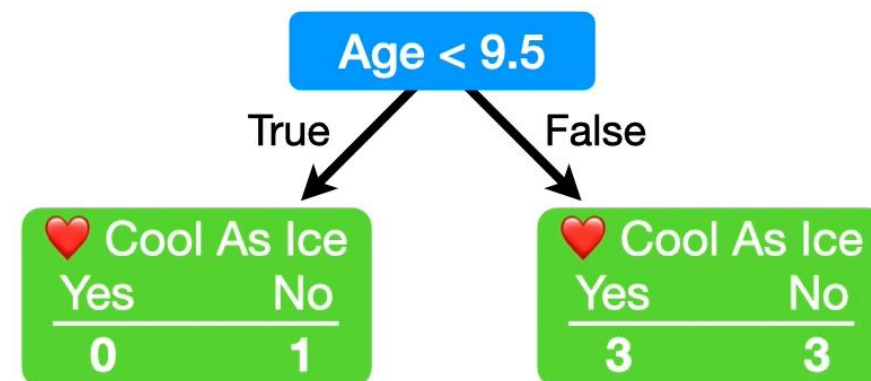 Age < 9.5
True False
❤️ Cool As Ice ❤️ Cool As Ice
Yes No Yes No
0 1 3 3